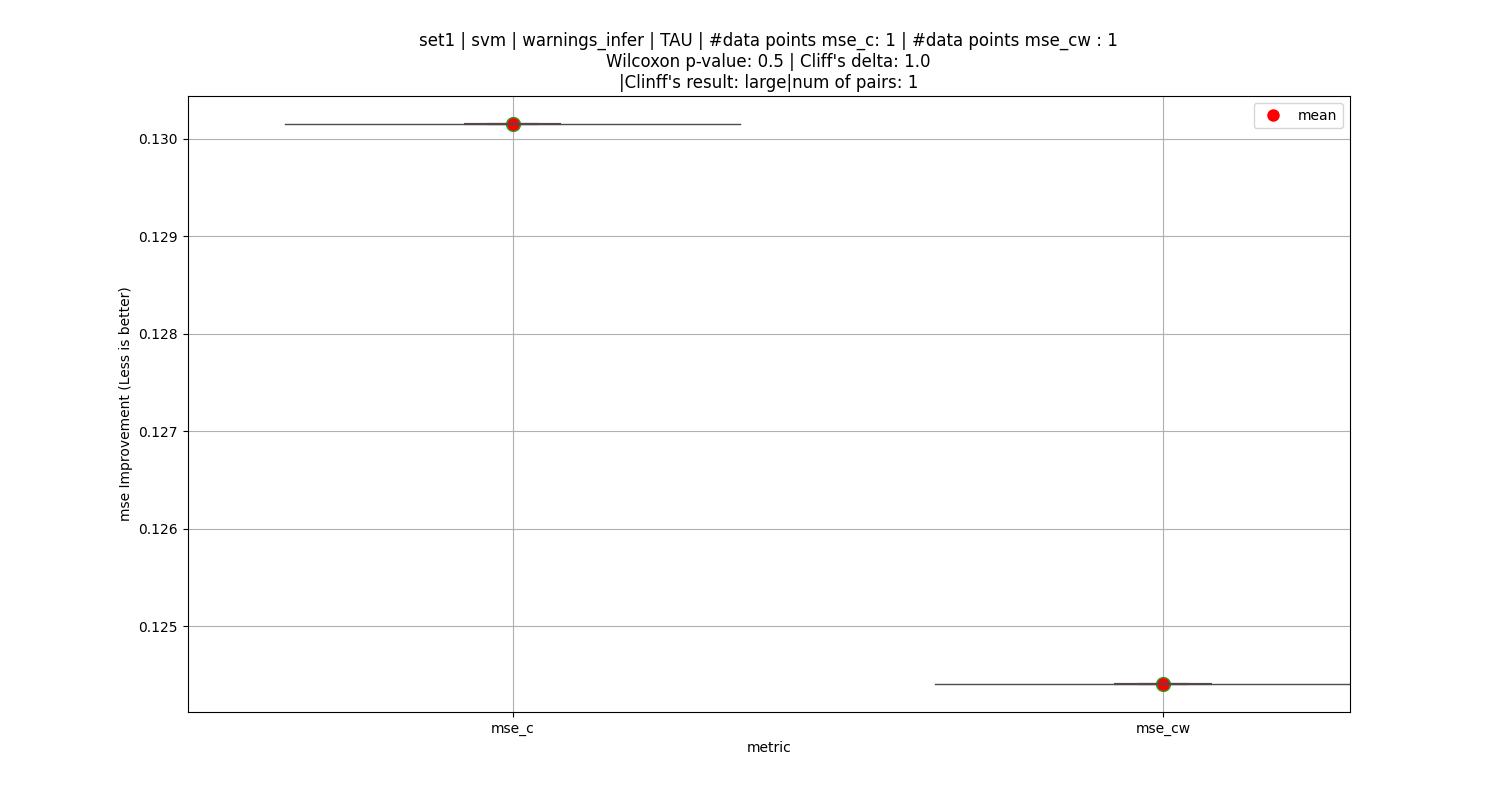 set1 | svm | warnings_infer | TAU | #data points mse_c: 1 | #data points mse_cw : 1
Wilcoxon p-value: 0.5 | Cliff's delta: 1.0
|Clinff's result: large|num of pairs: 1
mean
0.130
0.129
0.128
0.127
0.126
0.125
mse Improvement (Less is better)
mse_c
mse_cw
metric